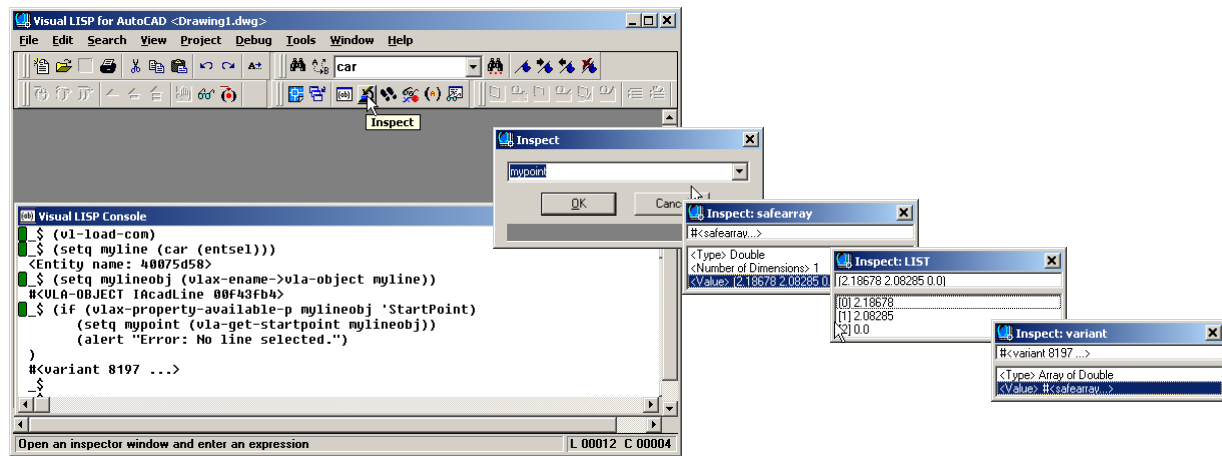 Visual LISP for AutoCAD <Drawing1.dwg>
File Edit Search View Project Debug Tools Window Help
car
Inspect
Inspect
mypoint
OK Canc
Visual LISP Console
_$ (vl-load-com)
_$ (setq myline (car (entsel)))
<Entity name: 40075d58>
_$ (setq mylineobj (vlax-ename->vla-object myline))
#<VLA-OBJECT IAcadLine 00f43fb4>
_$ (if (vlax-property-available-p mylineobj 'StartPoint)
(setq mypoint (vla-get-startpoint mylineobj))
(alert "Error: No line selected.")
)
#<variant 8197 ...>
_$
Open an inspector window and enter an expression L 00012 C 00004
Inspect: safearray
#<safearray...>
<Type> Double
<Number of Dimensions> 1
<Value> (2.18678 2.08285 0
Inspect: LIST
(2.18678 2.08285 0.0)
[0] 2.18678
[1] 2.08285
[2] 0.0
Inspect: variant
#<variant 8197 ...>
<Type> Array of Double
<Value> #<safearray...>